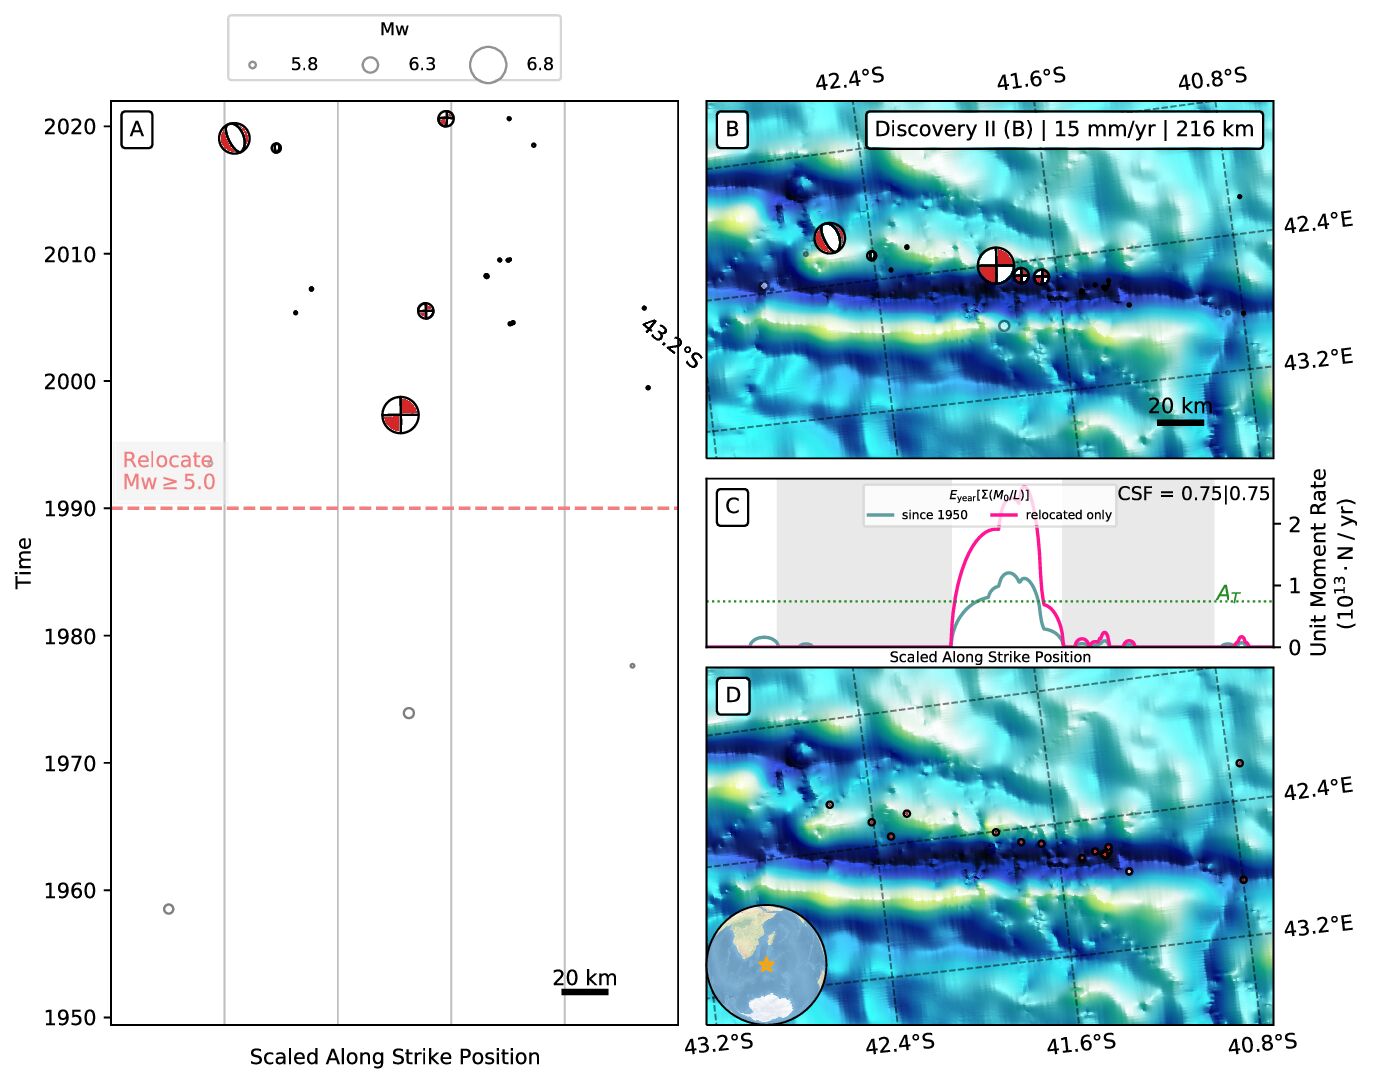 Mw
5.8 6.3 6.8
A
2020
2010
2000
1990
1980
1970
1960
1950
Time
Relocate
Mw ≥ 5.0
43.2°S
20 km
Scaled Along Strike Position
42.4°S 41.6°S 40.8°S
B
Discovery II (B) | 15 mm/yr | 216 km
42.4°E
43.2°E
20 km
C
E_year[Σ(M₀/L)]
since 1950 relocated only
CSF = 0.75|0.75
A_T
2
1
0
Unit Moment Rate
(10¹³ · N / yr)
Scaled Along Strike Position
D
42.4°E
43.2°E
43.2°S 42.4°S 41.6°S 40.8°S